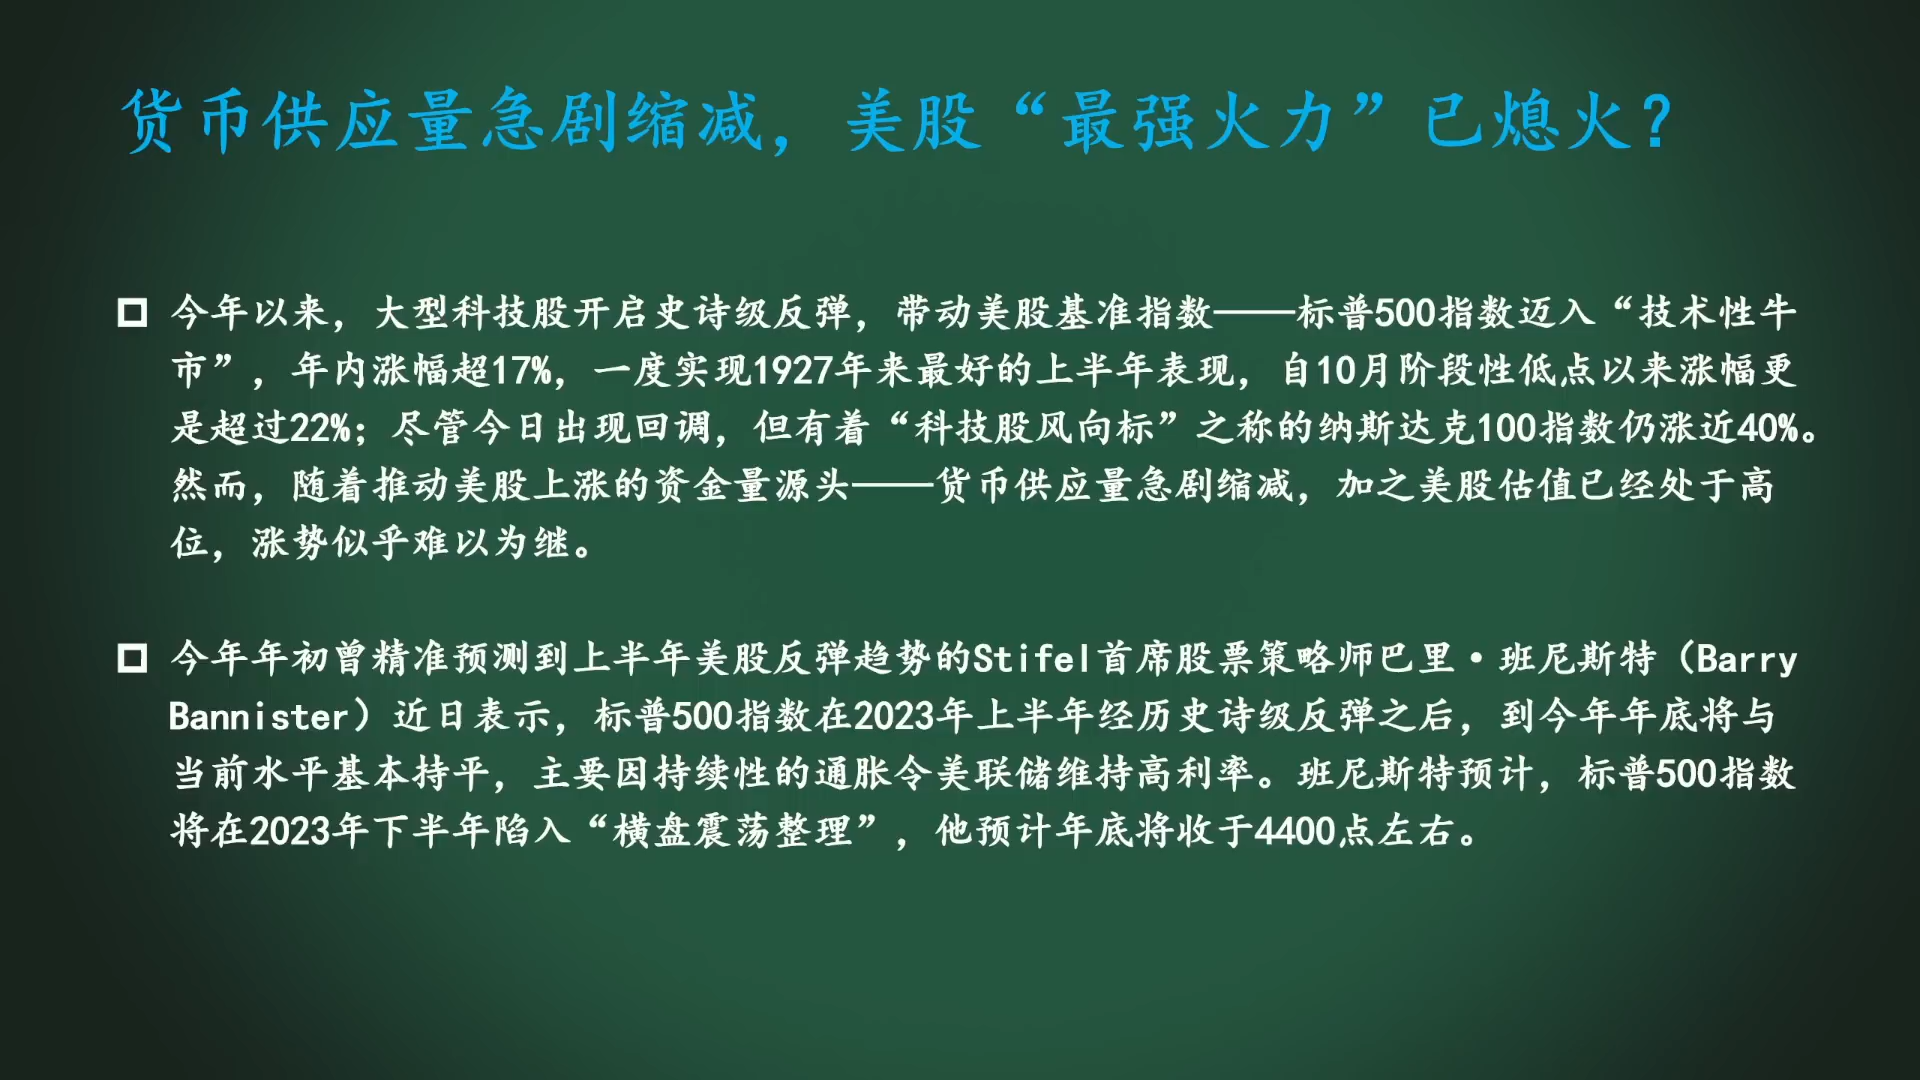 货币供应量急剧缩减，美股“最强火力”已熄火？
今年以来，大型科技股开启史诗级反弹，带动美股基准指数——标普500指数迈入“技术性牛
市”，年内涨幅超17%，一度实现1927年来最好的上半年表现，自10月阶段性低点以来涨幅更
是超过22%；尽管今日出现回调，但有着“科技股风向标”之称的纳斯达克100指数仍涨近40%。
然而，随着推动美股上涨的资金量源头——货币供应量急剧缩减，加之美股估值已经处于高
位，涨势似乎难以为继。
今年年初曾精准预测到上半年美股反弹趋势的Stifel首席股票策略师巴里·班尼斯特（Barry
Bannister）近日表示，标普500指数在2023年上半年经历史诗级反弹之后，到今年年底将与
当前水平基本持平，主要因持续性的通胀令美联储维持高利率。班尼斯特预计，标普500指数
将在2023年下半年陷入“横盘震荡整理”，他预计年底将收于4400点左右。